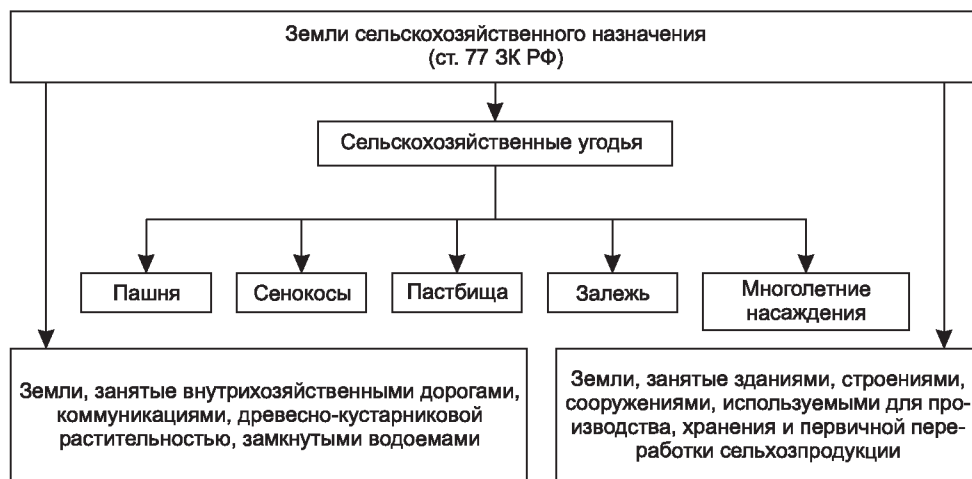 Земли сельскохозяйственного назначения
(ст. 77 ЗК РФ)
Сельскохозяйственные угодья
Пашня
Сенокосы
Пастбища
Залежь
Многолетние
насаждения
Земли, занятые внутрихозяйственными дорогами,
коммуникациями, древесно-кустарниковой
растительностью, замкнутыми водоемами
Земли, занятые зданиями, строениями,
сооружениями, используемыми для про-
изводства, хранения и первичной пере-
работки сельхозпродукции